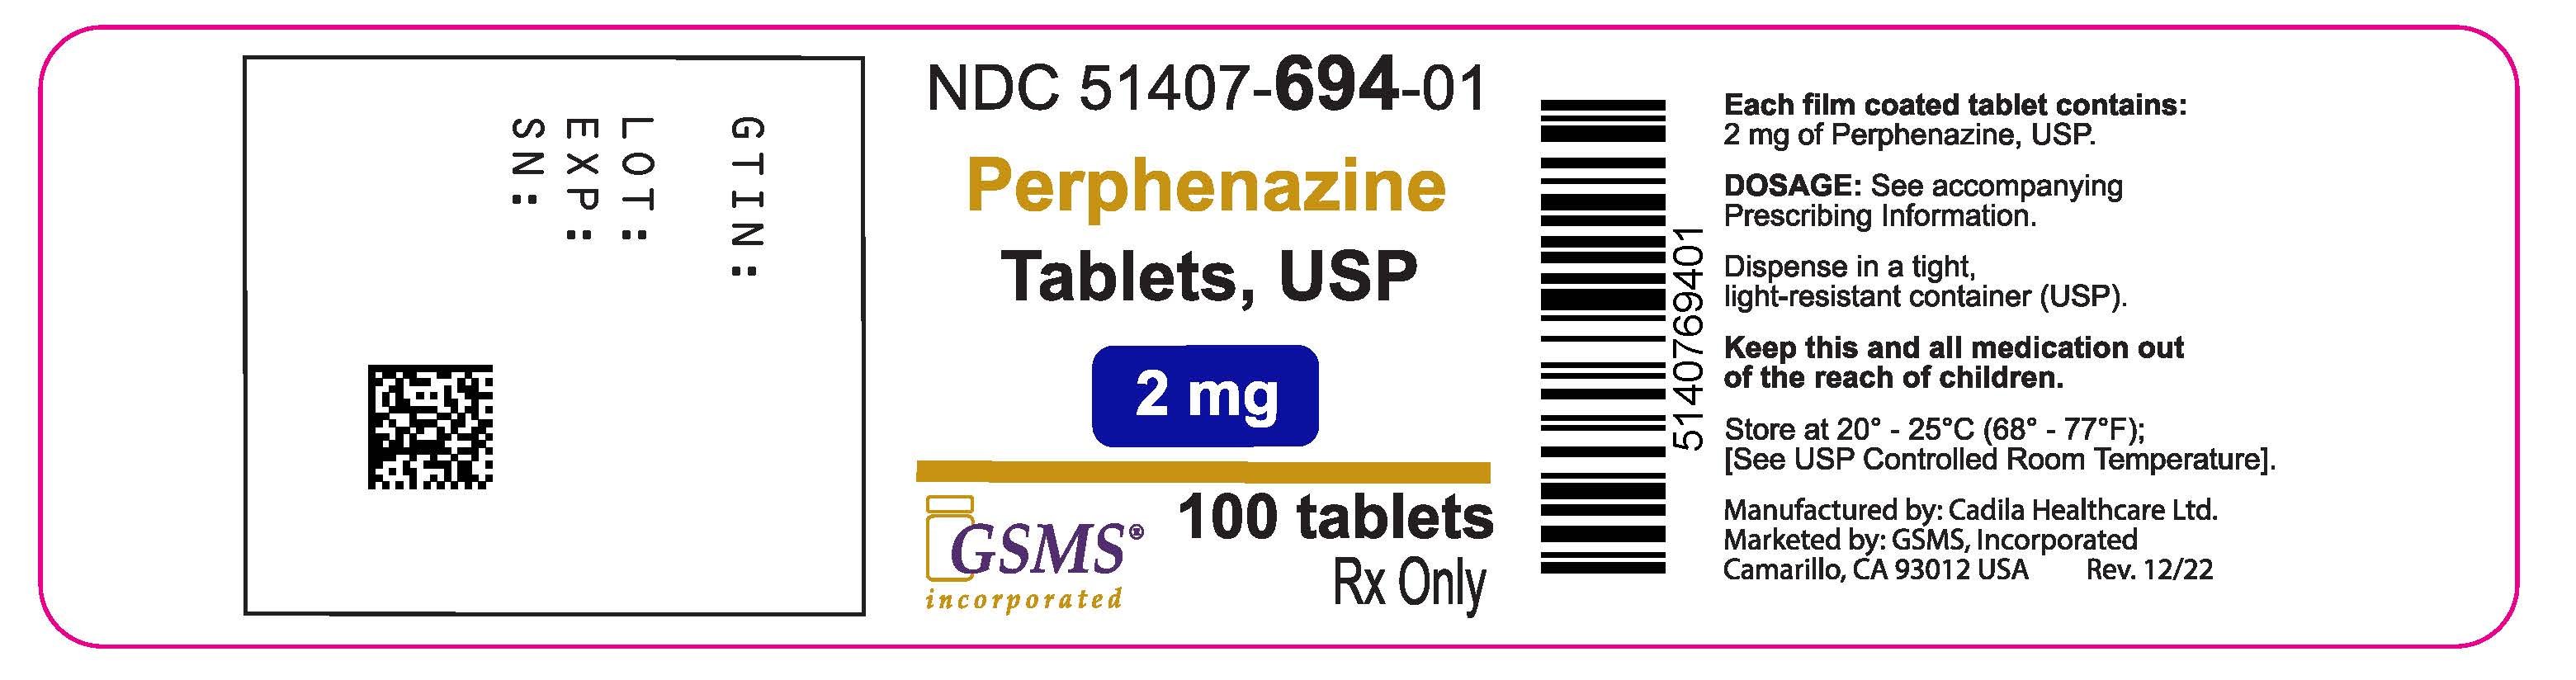 GTIN:
LOT:
EXP:
SN:
NDC 51407-694-01
Perphenazine
Tablets, USP
2 mg
GSMS®
incorporated
100 tablets
Rx Only
5140769401
Each film coated tablet contains:
2 mg of Perphenazine, USP.
DOSAGE: See accompanying
Prescribing Information.
Dispense in a tight,
light-resistant container (USP).
Keep this and all medication out
of the reach of children.
Store at 20° - 25°C (68° - 77°F);
[See USP Controlled Room Temperature].
Manufactured by: Cadila Healthcare Ltd.
Marketed by: GSMS, Incorporated
Camarillo, CA 93012 USA Rev. 12/22